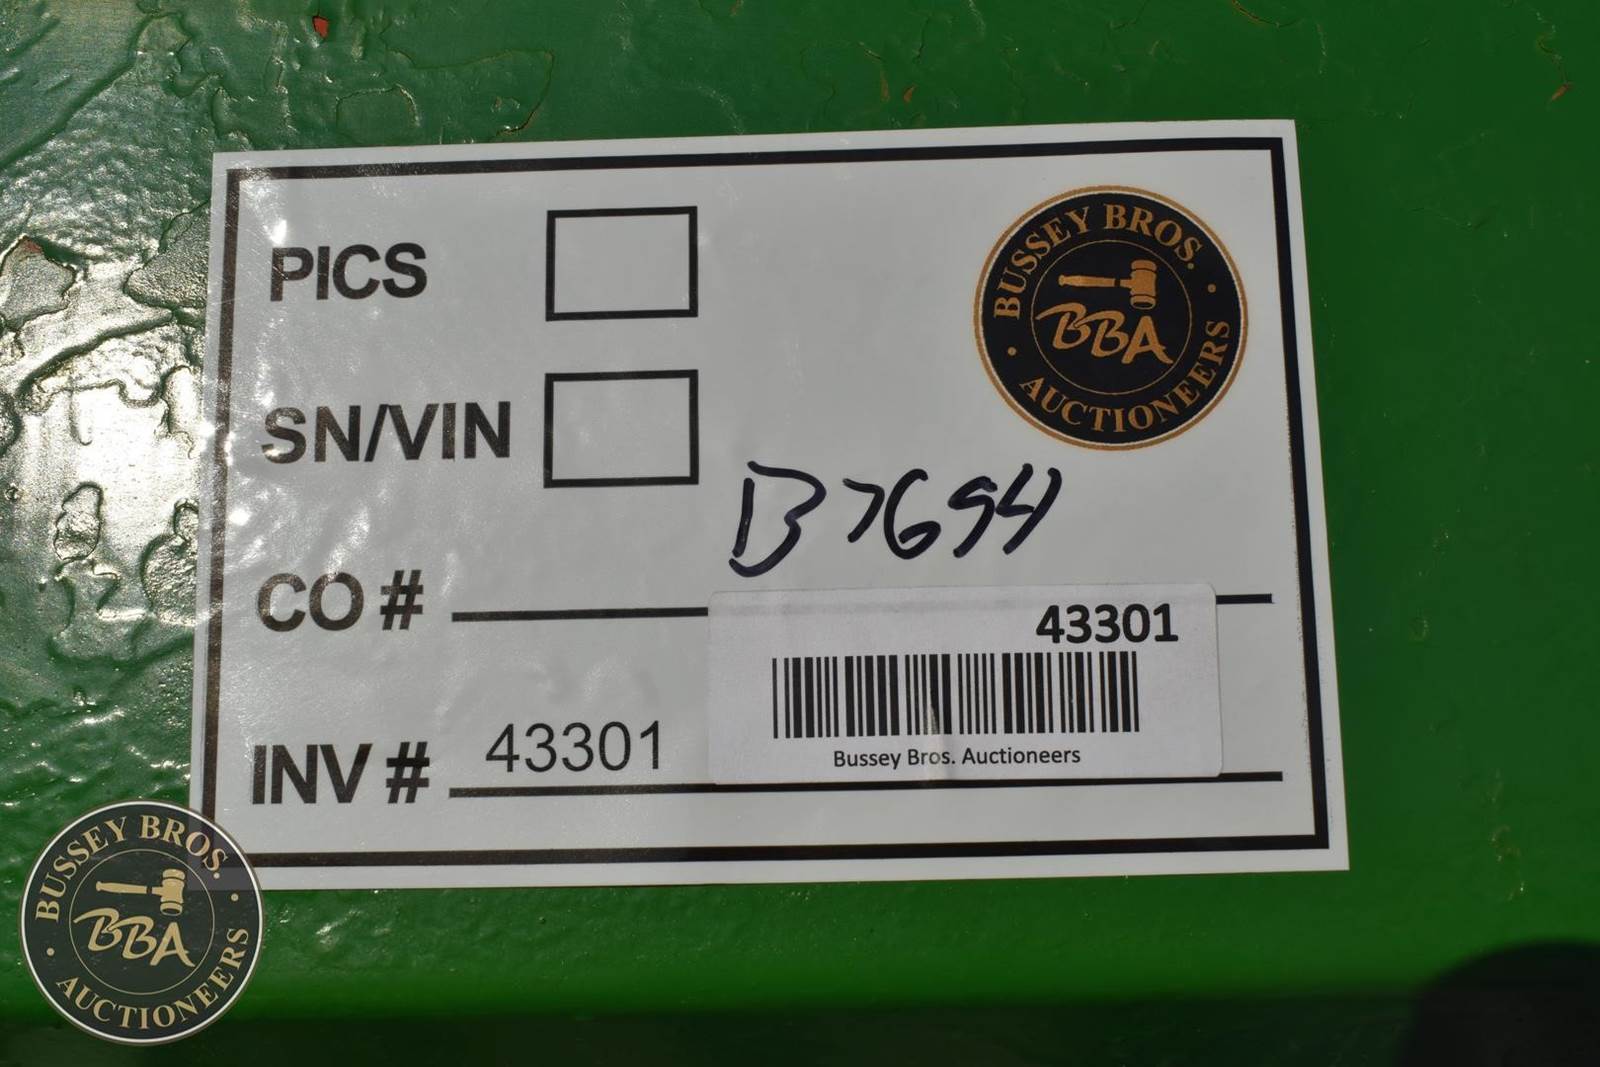 PICS
BUSSEY BROS.
BBA
AUCTIONEERS
SN/VIN
B7694
CO #
43301
INV # 43301
Bussey Bros. Auctioneers
BUSSEY BROS.
BBA
AUCTIONEERS